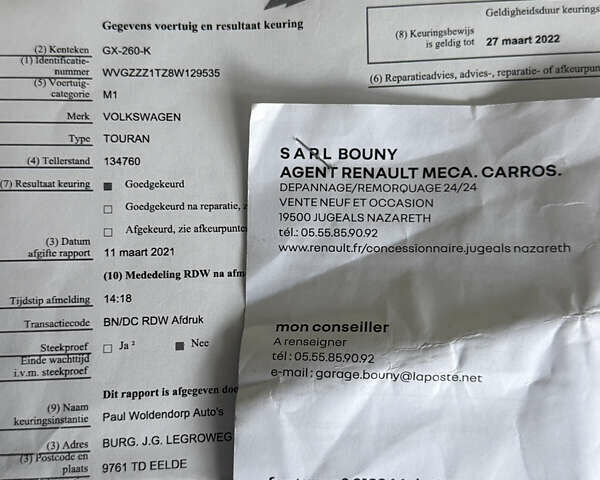 Gegevens voertuig en resultaat keuring
(2) Kenteken GX-260-K
(1) Identificatie-
nummer WVGZZZ1TZ8W129535
(5) Voertuig-
categorie M1
Merk VOLKSWAGEN
Type TOURAN
(4) Tellerstand 134760
(7) Resultaat keuring Goedgekeurd
Goedgekeurd na reparatie, z
Afgekeurd, zie afkeurpunte
(3) Datum
afgifte rapport 11 maart 2021
(10) Mededeling RDW na afm
Tijdstip afmelding 14:18
Transactiecode BN/DC RDW Afdruk
Steekproef Ja ² Nee
Einde wachttijd
i.v.m. steekproef
Dit rapport is afgegeven doo
(9) Naam
keuringsinstantie Paul Woldendorp Auto's
(3) Adres BURG. J.G. LEGROWEG
(3) Postcode en
plaats 9761 TD EELDE
Geldigheidsduur keurings
(8) Keuringsbewijs
is geldig tot 27 maart 2022
(6) Reparatieadvies, advies-, reparatie- of afkeurpun
SARL BOUNY
AGENT RENAULT MECA. CARROS.
DEPANNAGE/REMORQUAGE 24/24
VENTE NEUF ET OCCASION
19500 JUGEALS NAZARETH
tél.: 05.55.85.90.92
www.renault.fr/concessionnaire.jugeals nazareth
mon conseiller
A renseigner
tél : 05.55.85.90.92
e-mail : garage.bouny@laposte.net